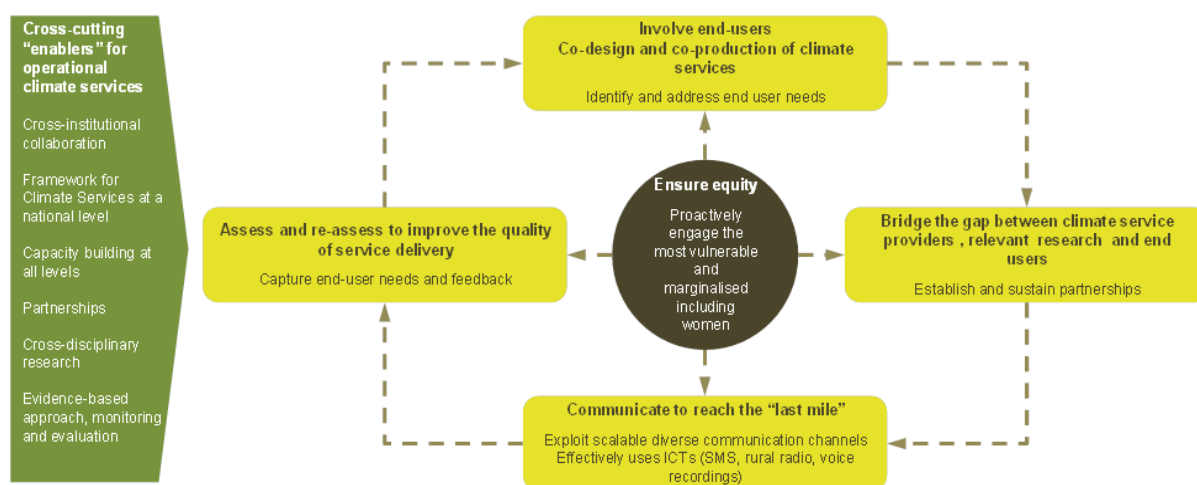 Cross-cutting
“enablers” for
operational
climate services
Cross-institutional
collaboration
Framework for
Climate Services at a
national level
Capacity building at
all levels
Partnerships
Cross-disciplinary
research
Evidence-based
approach, monitoring
and evaluation
Involve end-users
Co-design and co-production of climate
services
Identify and address end user needs
Assess and re-assess to improve the quality
of service delivery
Capture end-user needs and feedback
Ensure equity
Proactively
engage the
most vulnerable
and
marginalised
including
women
Bridge the gap between climate service
providers , relevant research and end
users
Establish and sustain partnerships
Communicate to reach the “last mile”
Exploit scalable diverse communication channels
Effectively uses ICTs (SMS, rural radio, voice
recordings)